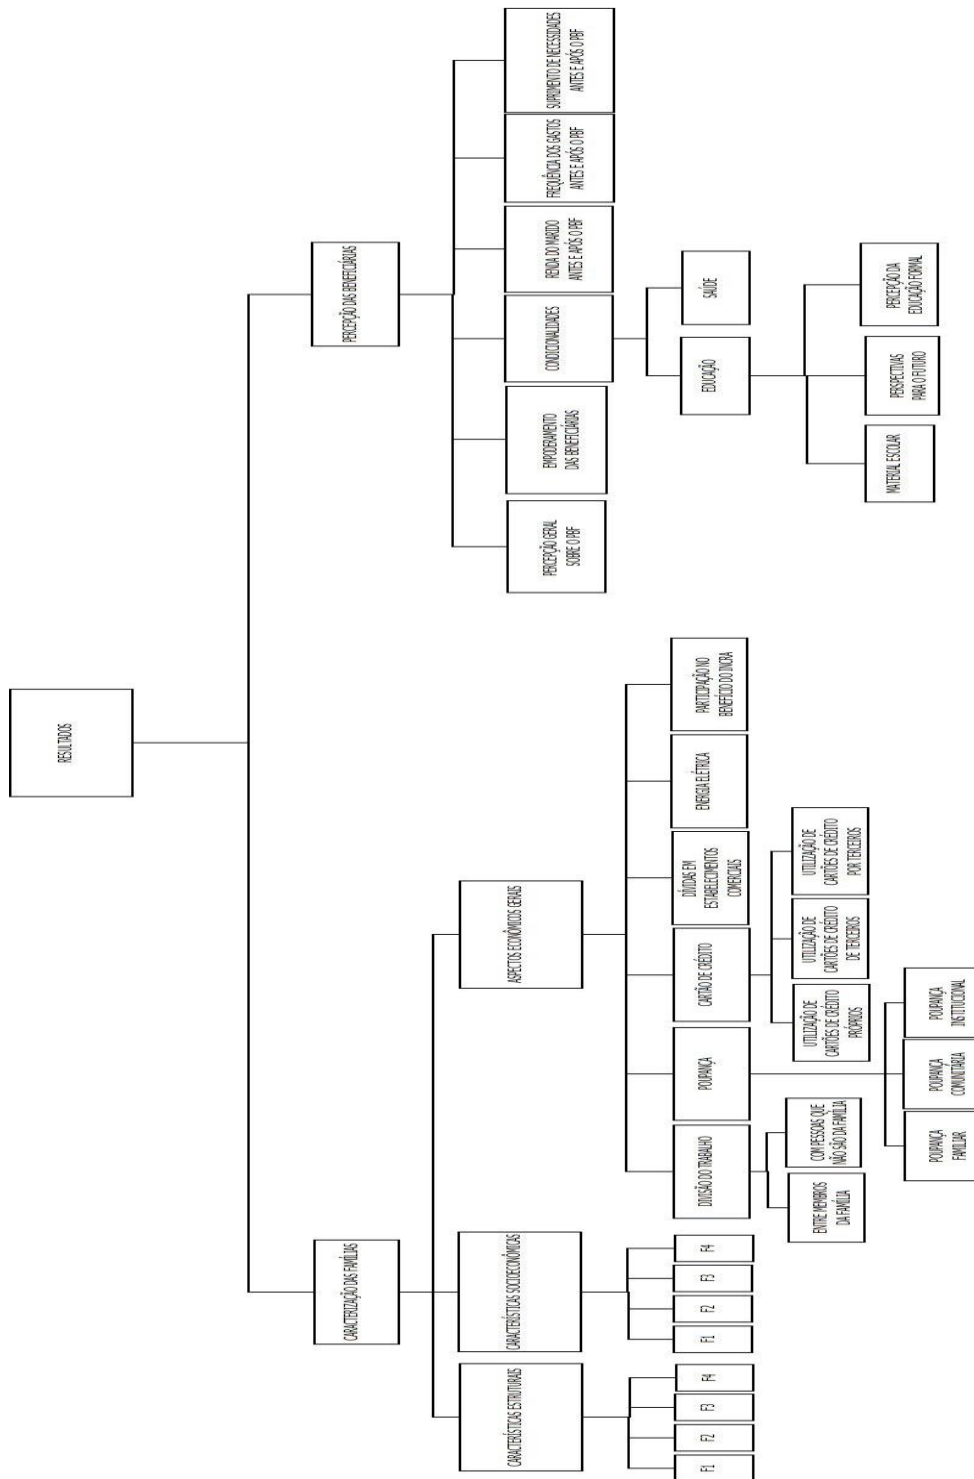 RESULTADOS
CARACTERIZAÇÃO DAS FAMÍLIAS
PERCEPÇÃO DAS BENEFICIÁRIAS
CARACTERÍSTICAS ESTRUTURAIS
CARACTERÍSTICAS SOCIOECONÔMICAS
ASPECTOS ECONÔMICOS GERAIS
PERCEPÇÃO GERAL
SOBRE O PBF
EMPODERAMENTO
DAS BENEFICIÁRIAS
CONDICIONALIDADES
RENDA DO MARIDO
ANTES E APÓS O PBF
FREQUÊNCIA DOS GASTOS
ANTES E APÓS O PBF
SUPRIMENTO DE NECESSIDADES
ANTES E APÓS O PBF
F1
F2
F3
F4
F1
F2
F3
F4
DIVISÃO DO TRABALHO
POUPANÇA
CARTÃO DE CRÉDITO
DÍVIDAS EM
ESTABELECIMENTOS
COMERCIAIS
ENERGIA ELÉTRICA
PARTICIPAÇÃO NO
BENEFÍCIO DO INCRA
EDUCAÇÃO
SAÚDE
ENTRE MEMBROS
DA FAMÍLIA
COM PESSOAS QUE
NÃO SÃO DA FAMÍLIA
UTILIZAÇÃO DE
CARTÕES DE CRÉDITO
PRÓPRIOS
UTILIZAÇÃO DE
CARTÕES DE CRÉDITO
DE TERCEIROS
UTILIZAÇÃO DE
CARTÕES DE CRÉDITO
POR TERCEIROS
MATERIAL ESCOLAR
PERSPECTIVAS
PARA O FUTURO
PERCEPÇÃO DA
EDUCAÇÃO FORMAL
POUPANÇA
FAMILIAR
POUPANÇA
COMUNITÁRIA
POUPANÇA
INSTITUCIONAL